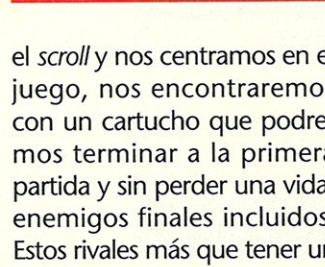 el scroll y nos centramos en e
juego, nos encontraremo
con un cartucho que podre
mos terminar a la primera
partida y sin perder una vida
enemigos finales incluidos
Estos rivales más que tener un